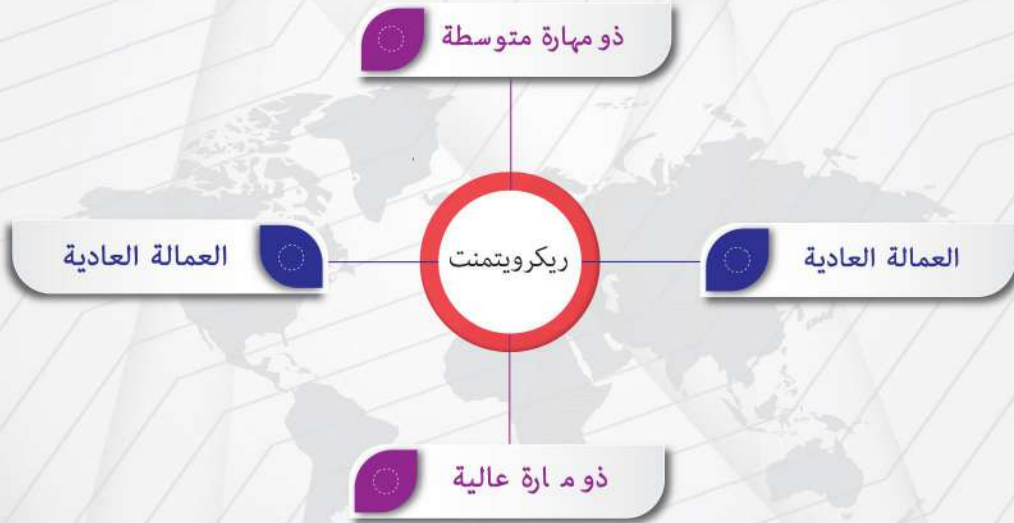 ذو مهارة متوسطة
العمالة العادية
ريكرويتمنت
العمالة العادية
ذو م ارة عالية